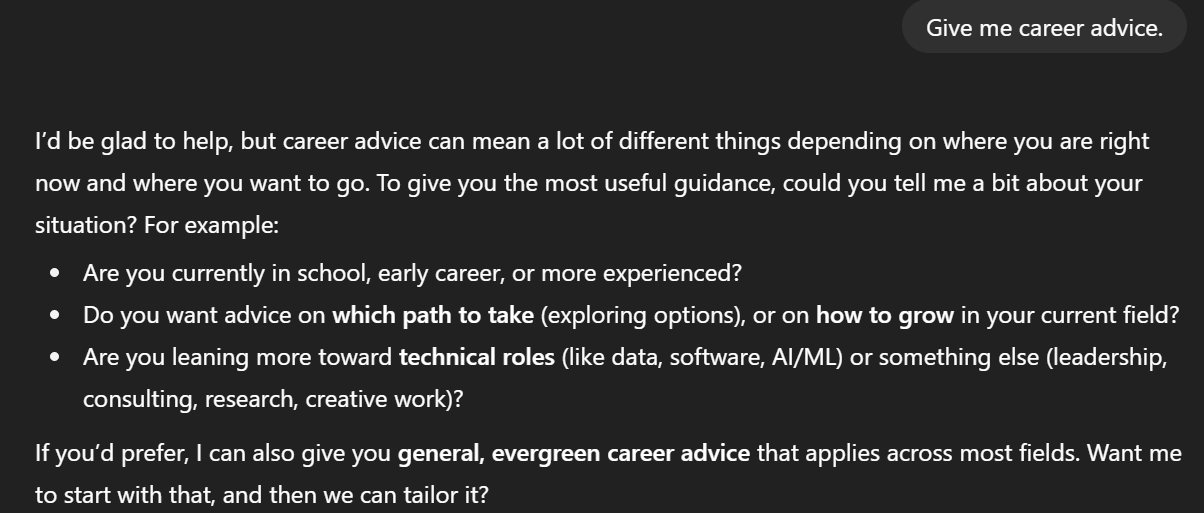 Give me career advice.
I’d be glad to help, but career advice can mean a lot of different things depending on where you are right
now and where you want to go. To give you the most useful guidance, could you tell me a bit about your
situation? For example:
• Are you currently in school, early career, or more experienced?
• Do you want advice on which path to take (exploring options), or on how to grow in your current field?
• Are you leaning more toward technical roles (like data, software, AI/ML) or something else (leadership,
consulting, research, creative work)?
If you’d prefer, I can also give you general, evergreen career advice that applies across most fields. Want me
to start with that, and then we can tailor it?